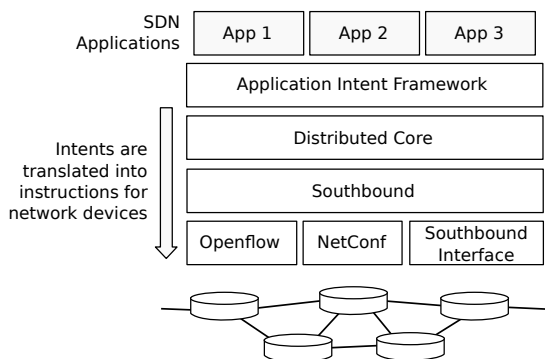 SDN
Applications
App 1
App 2
App 3
Application Intent Framework
Intents are
translated into
instructions for
network devices
Distributed Core
Southbound
Openflow
NetConf
Southbound
Interface